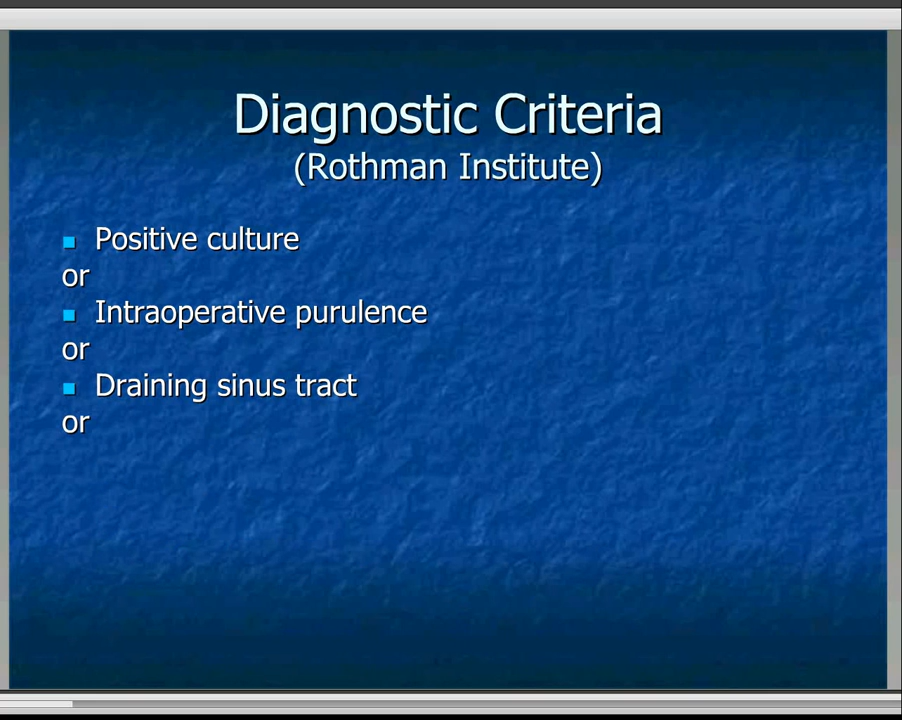 Diagnostic Criteria
(Rothman Institute)
Positive culture
or
Intraoperative purulence
or
Draining sinus tract
or